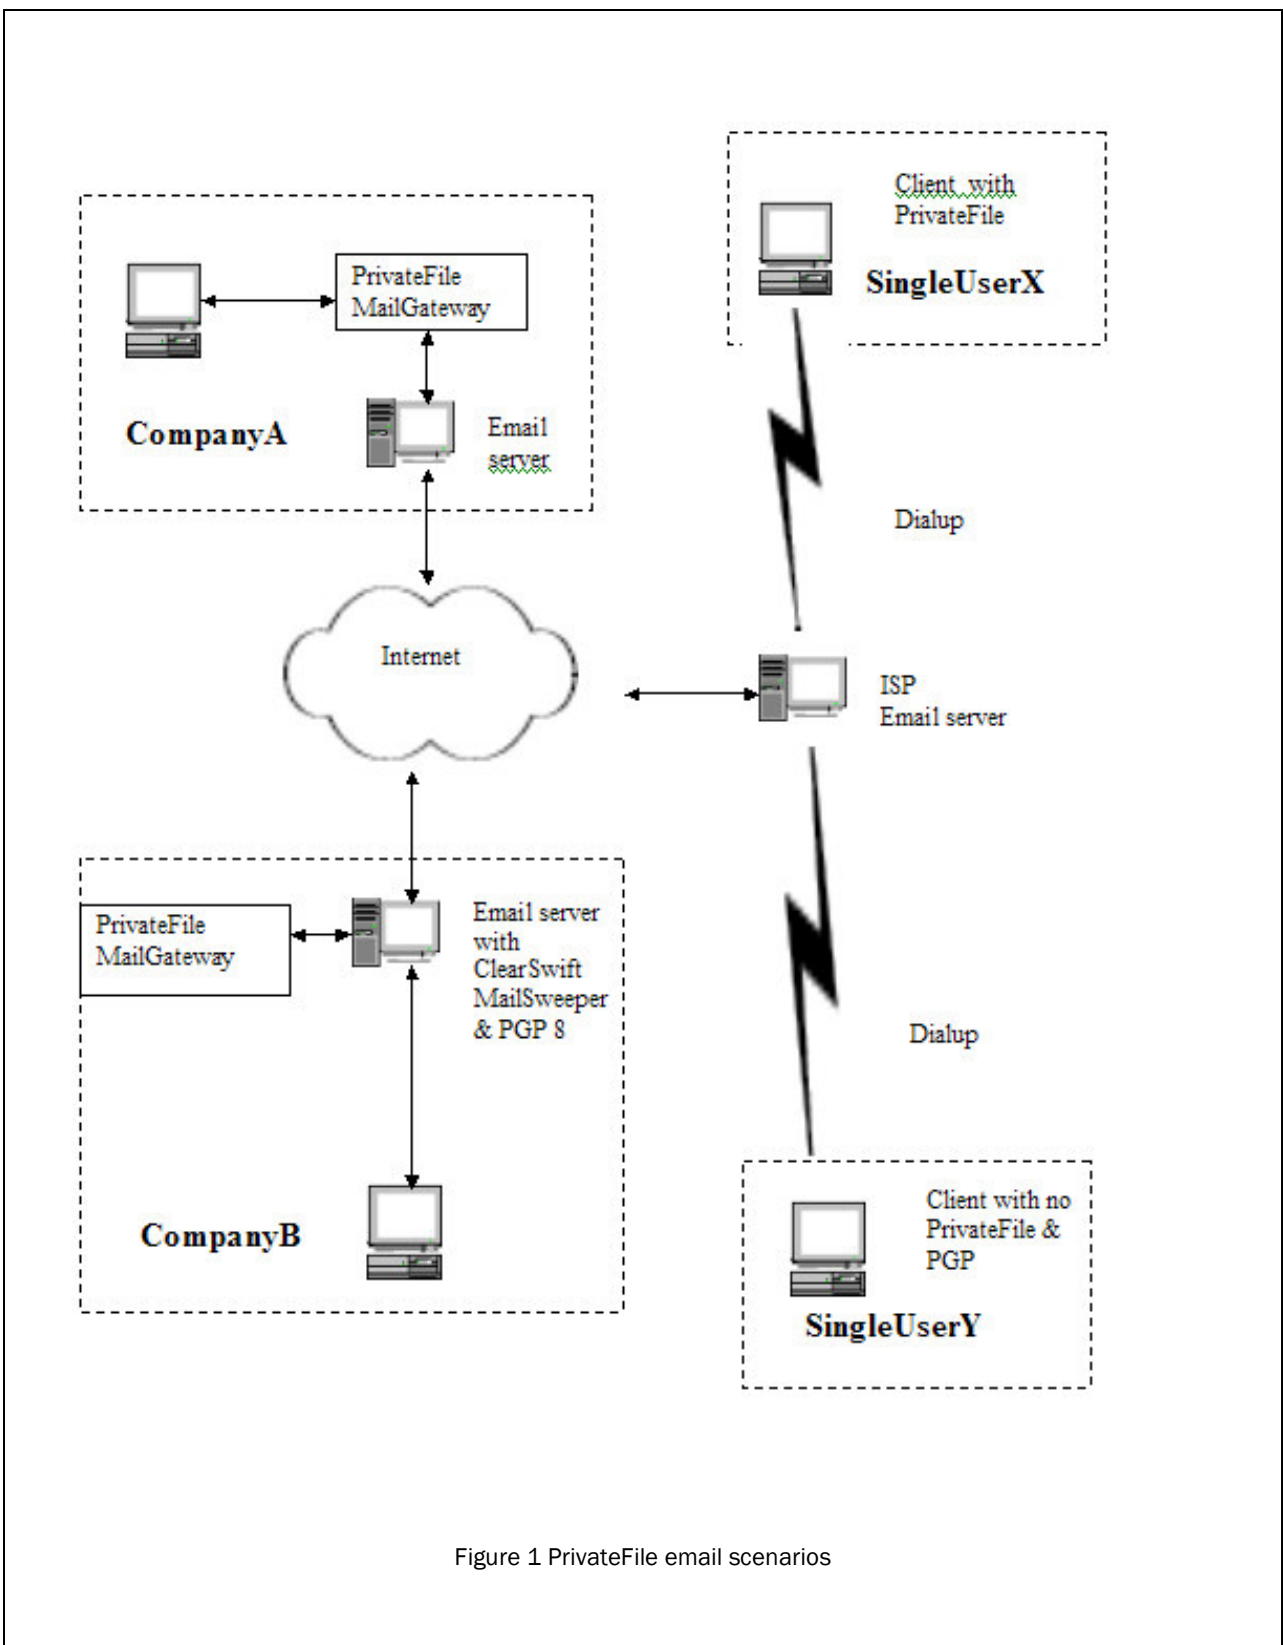 Client with
PrivateFile
SingleUserX
PrivateFile
MailGateway
CompanyA
Email
server
Dialup
Internet
ISP
Email server
PrivateFile
MailGateway
Email server
with
ClearSwift
MailSweeper
& PGP 8
Dialup
CompanyB
Client with no
PrivateFile &
PGP
SingleUserY
Figure 1 PrivateFile email scenarios